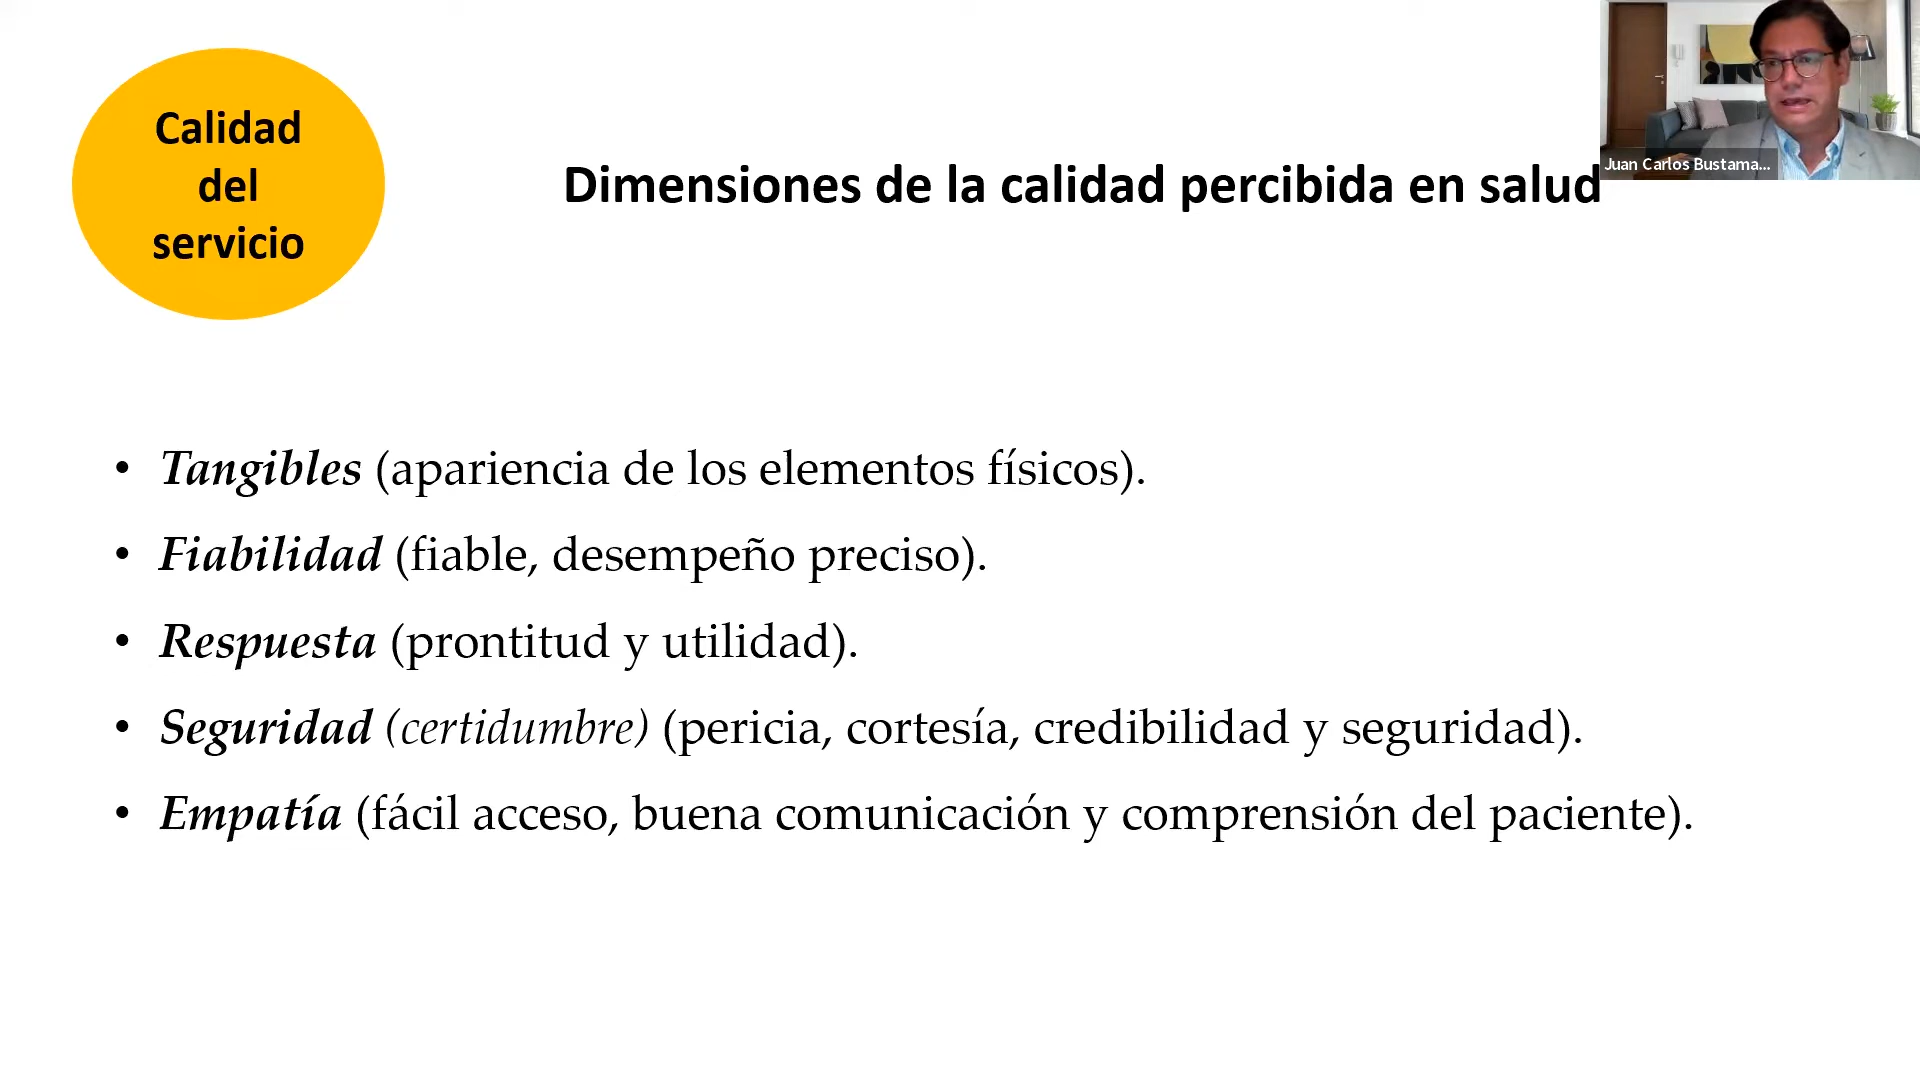 Calidad
del
servicio
Dimensiones de la calidad percibida en salud
Juan Carlos Bustama...
• Tangibles (apariencia de los elementos físicos).
• Fiabilidad (fiable, desempeño preciso).
• Respuesta (prontitud y utilidad).
• Seguridad (certidumbre) (pericia, cortesía, credibilidad y seguridad).
• Empatía (fácil acceso, buena comunicación y comprensión del paciente).